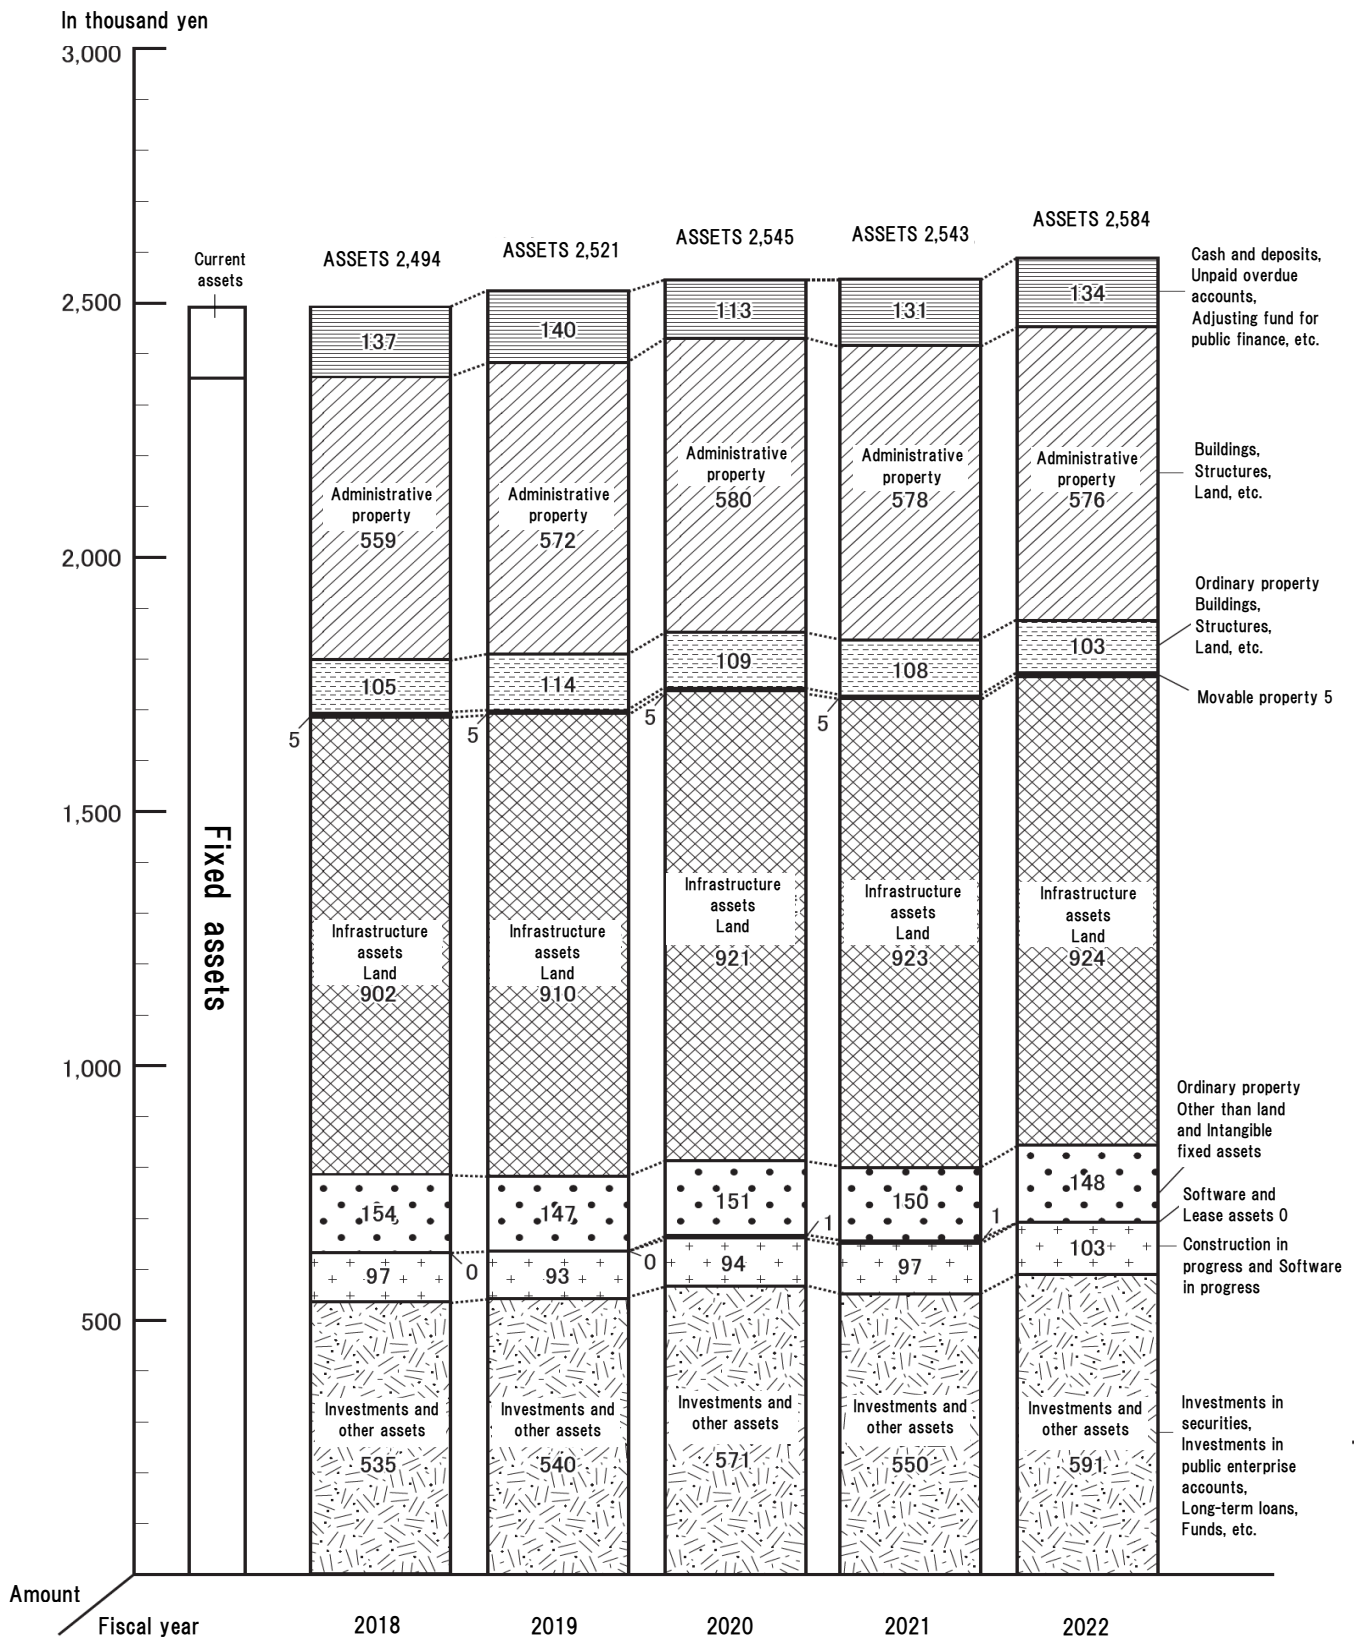 In thousand yen
3,000
2,500
2,000
1,500
1,000
500
Amount
Fiscal year
Current
assets
Fixed assets
ASSETS 2,494
137
Administrative
property
559
105
5
Infrastructure
assets
Land
902
154
0
97
Investments and
other assets
535
2018
ASSETS 2,521
140
Administrative
property
572
114
5
Infrastructure
assets
Land
910
147
0
93
Investments and
other assets
540
2019
ASSETS 2,545
113
Administrative
property
580
109
5
Infrastructure
assets
Land
921
151
1
94
Investments and
other assets
571
2020
ASSETS 2,543
131
Administrative
property
578
108
5
Infrastructure
assets
Land
923
150
1
97
Investments and
other assets
550
2021
ASSETS 2,584
134
Administrative
property
576
103
Infrastructure
assets
Land
924
148
103
Investments and
other assets
591
2022
Cash and deposits,
Unpaid overdue
accounts,
Adjusting fund for
public finance, etc.
Buildings,
Structures,
Land, etc.
Ordinary property
Buildings,
Structures,
Land, etc.
Movable property 5
Ordinary property
Other than land
and Intangible
fixed assets
Software and
Lease assets 0
Construction in
progress and Software
in progress
Investments in
securities,
Investments in
public enterprise
accounts,
Long-term loans,
Funds, etc.